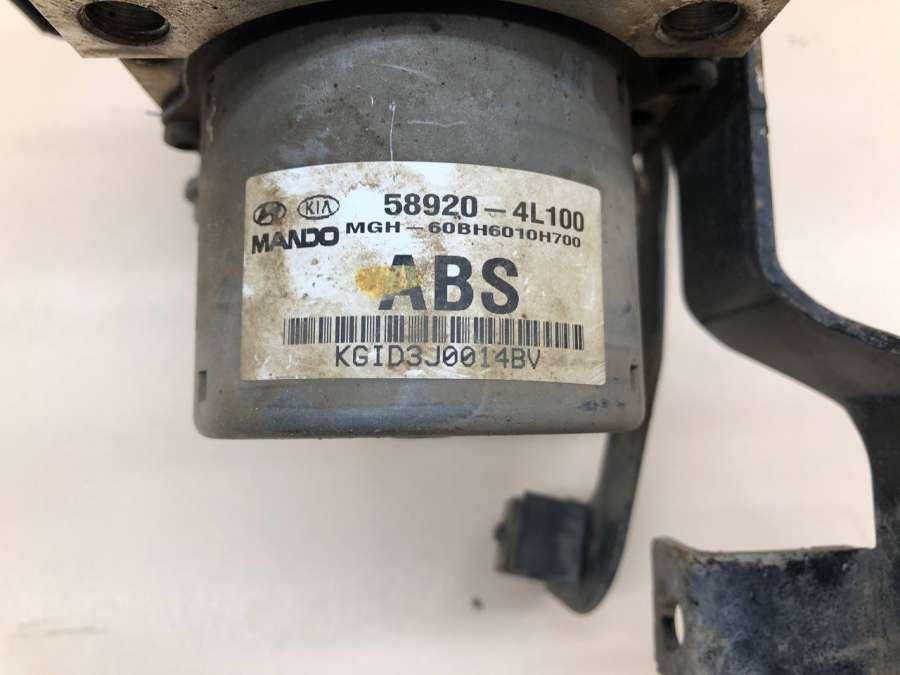 KIA 58920-4L100
MANDO MGH-60BH6010H700
ABS
KGID3J0014BV